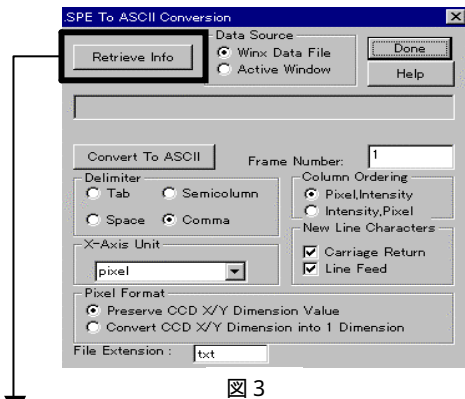 .SPE To ASCII Conversion
Retrieve Info
Data Source
Winx Data File
Active Window
Done
Help
Convert To ASCII
Frame Number:
1
Delimiter
Tab
Semicolumn
Space
Comma
Column Ordering
Pixel,Intensity
Intensity,Pixel
X-Axis Unit
pixel
New Line Characters
Carriage Return
Line Feed
Pixel Format
Preserve CCD X/Y Dimension Value
Convert CCD X/Y Dimension into 1 Dimension
File Extension :
txt
図 3